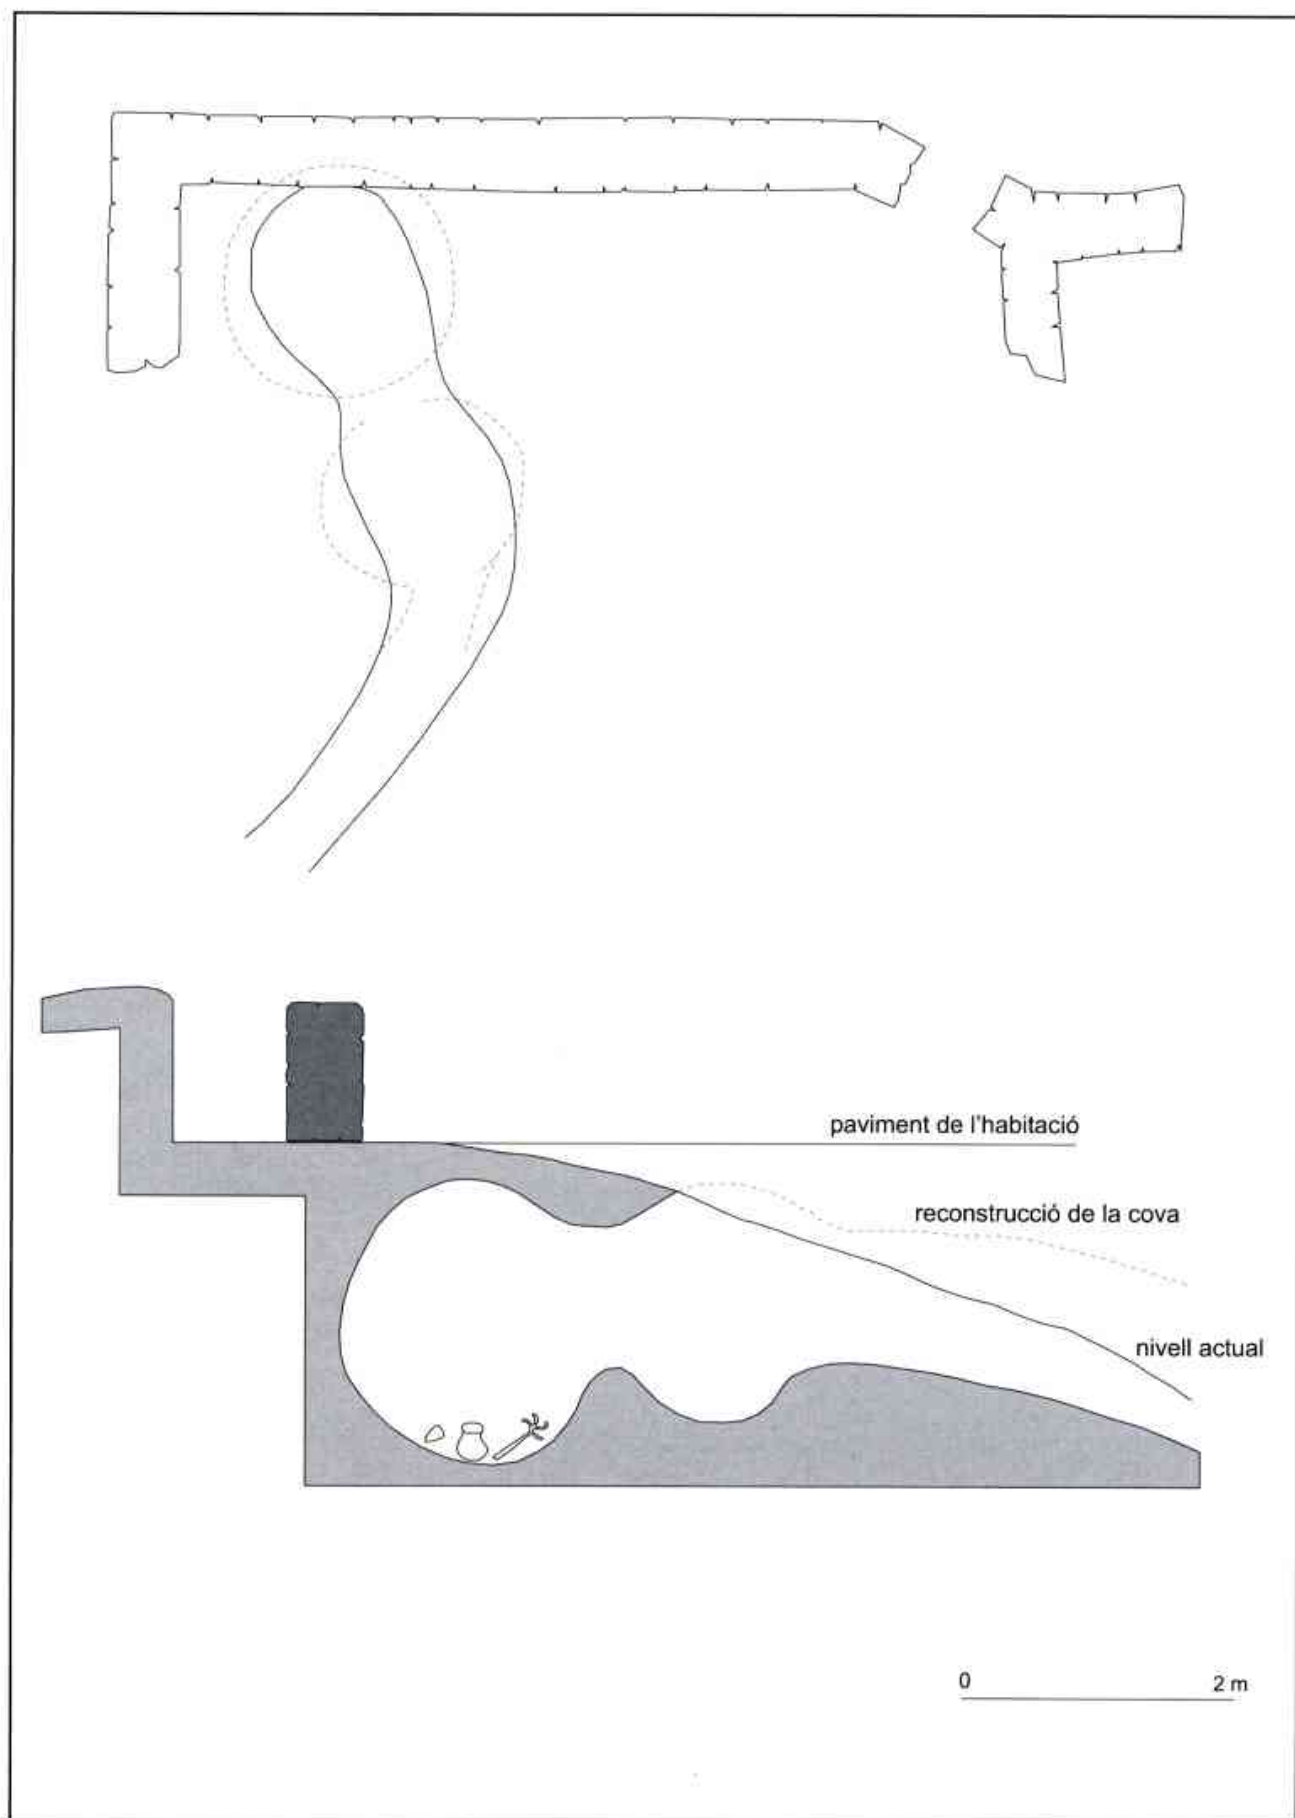 paviment de l'habitació
reconstrucció de la cova
nivell actual
0 2 m